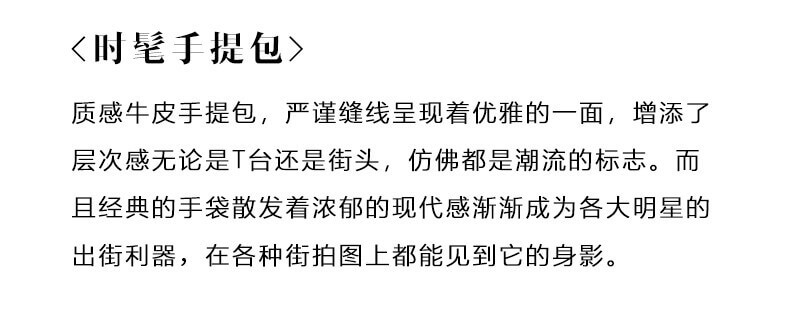 <时髦手提包>
质感牛皮手提包，严谨缝线呈现着优雅的一面，增添了
层次感无论是T台还是街头，仿佛都是潮流的标志。而
且经典的手袋散发着浓郁的现代感渐渐成为各大明星的
出街利器，在各种街拍图上都能见到它的身影。